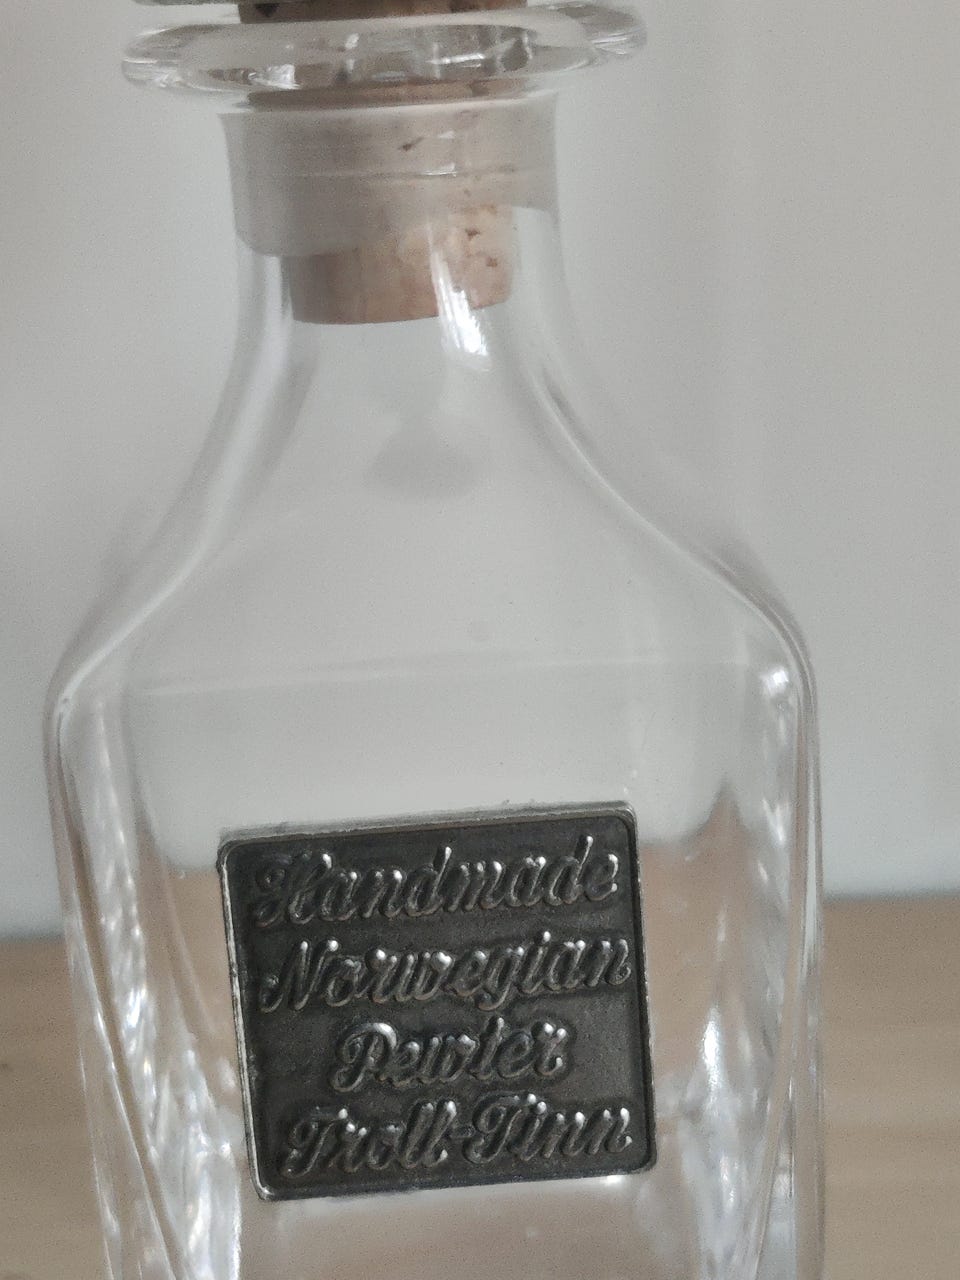 Handmade
Norwegian
Pewter
Troll-Tinn